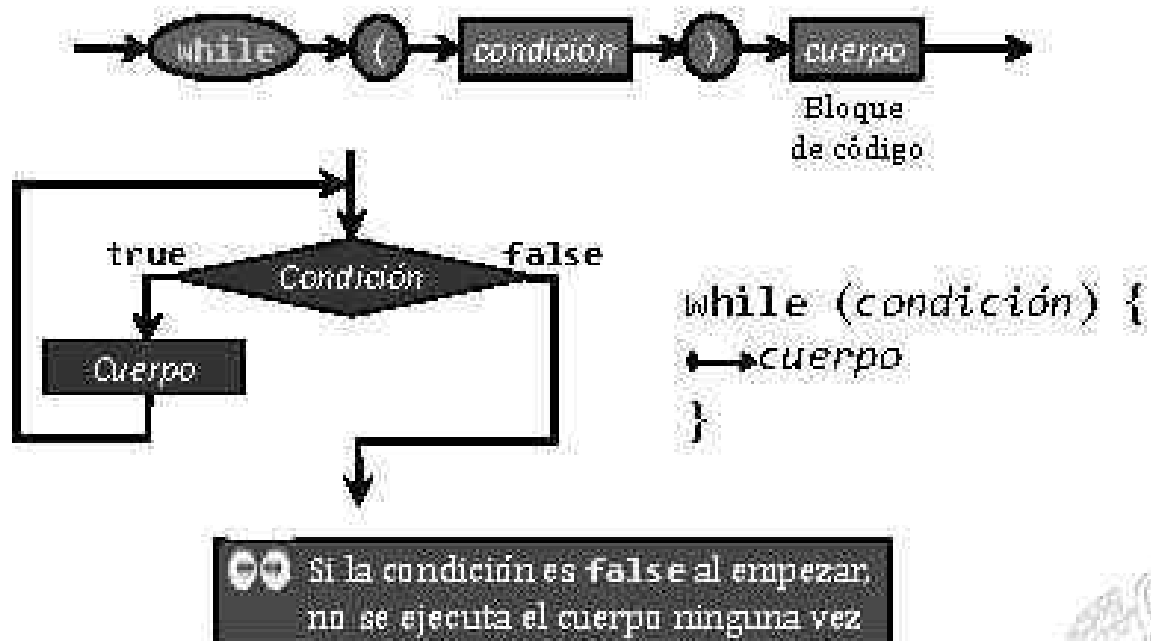 while ( condición ) cuerpo
Bloque
de código
true
false
Condición
Cuerpo
while (condición) {
cuerpo
}
Si la condición es false al empezar,
no se ejecuta el cuerpo ninguna vez